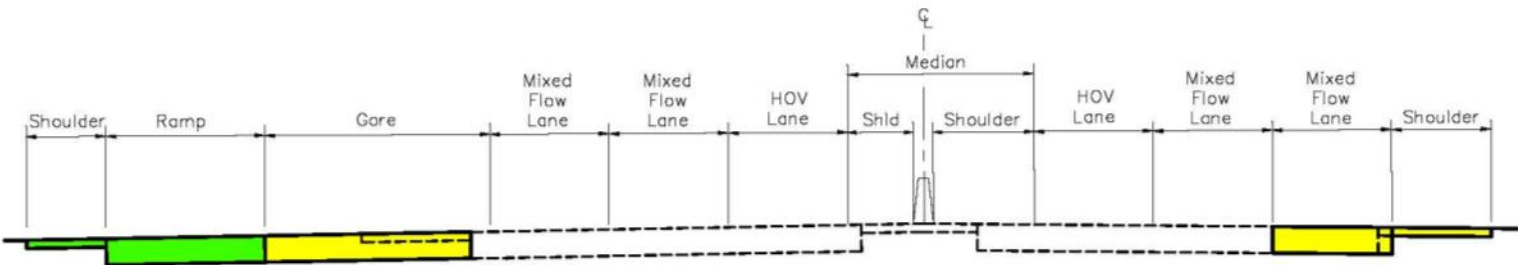 ℄
Median
Mixed
Flow
Lane
Mixed
Flow
Lane
HOV
Lane
HOV
Lane
Mixed
Flow
Lane
Mixed
Flow
Lane
Shoulder
Ramp
Gore
Shld
Shoulder
Shoulder